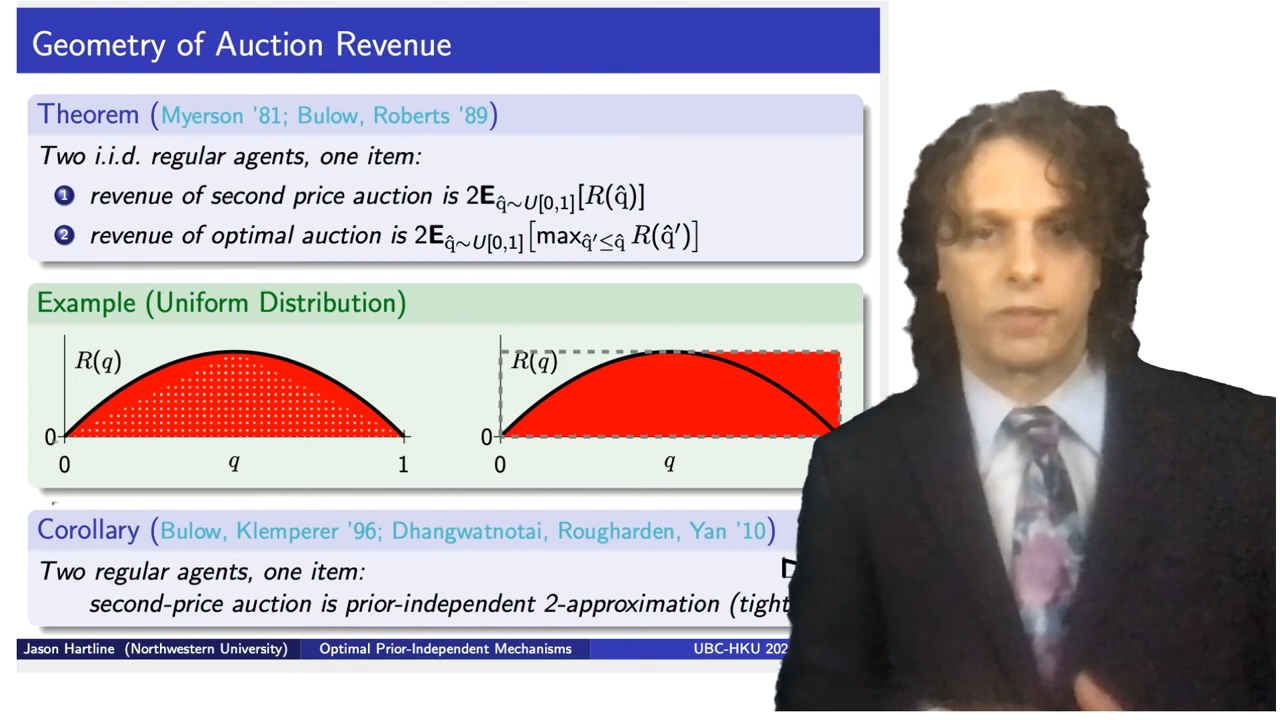 Geometry of Auction Revenue
Theorem (Myerson '81; Bulow, Roberts '89)
Two i.i.d. regular agents, one item:
1 revenue of second price auction is 2E_{q̂∼U[0,1]}[R(q̂)]
2 revenue of optimal auction is 2E_{q̂∼U[0,1]}[max_{q̂′≤q̂} R(q̂′)]
Example (Uniform Distribution)
R(q)
0
0 q 1
R(q)
0
0 q
Corollary (Bulow, Klemperer '96; Dhangwatnotai, Rougharden, Yan '10)
Two regular agents, one item:
second-price auction is prior-independent 2-approximation (tight
Jason Hartline (Northwestern University) Optimal Prior-Independent Mechanisms UBC-HKU 202